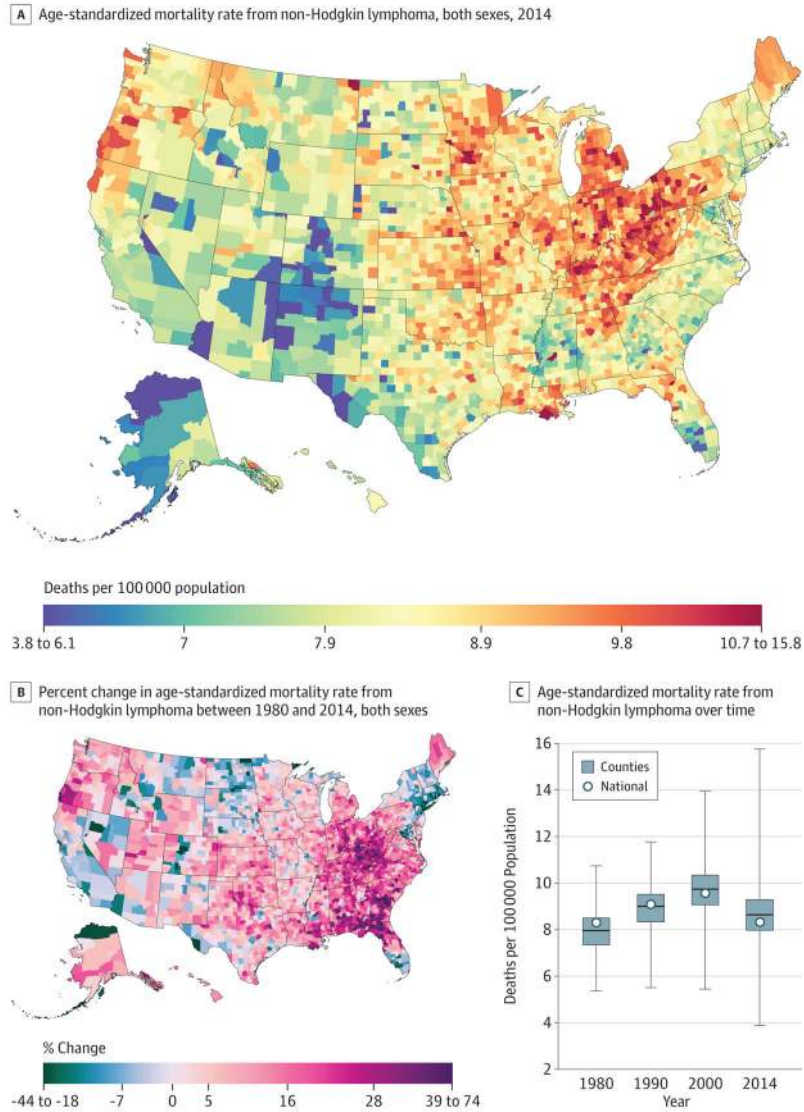 A Age-standardized mortality rate from non-Hodgkin lymphoma, both sexes, 2014
Deaths per 100 000 population
3.8 to 6.1 7 7.9 8.9 9.8 10.7 to 15.8
B Percent change in age-standardized mortality rate from
non-Hodgkin lymphoma between 1980 and 2014, both sexes
% Change
-44 to -18 -7 0 5 16 28 39 to 74
C Age-standardized mortality rate from
non-Hodgkin lymphoma over time
Counties
National
Deaths per 100 000 Population
16
14
12
10
8
6
4
2
1980 1990 2000 2014
Year